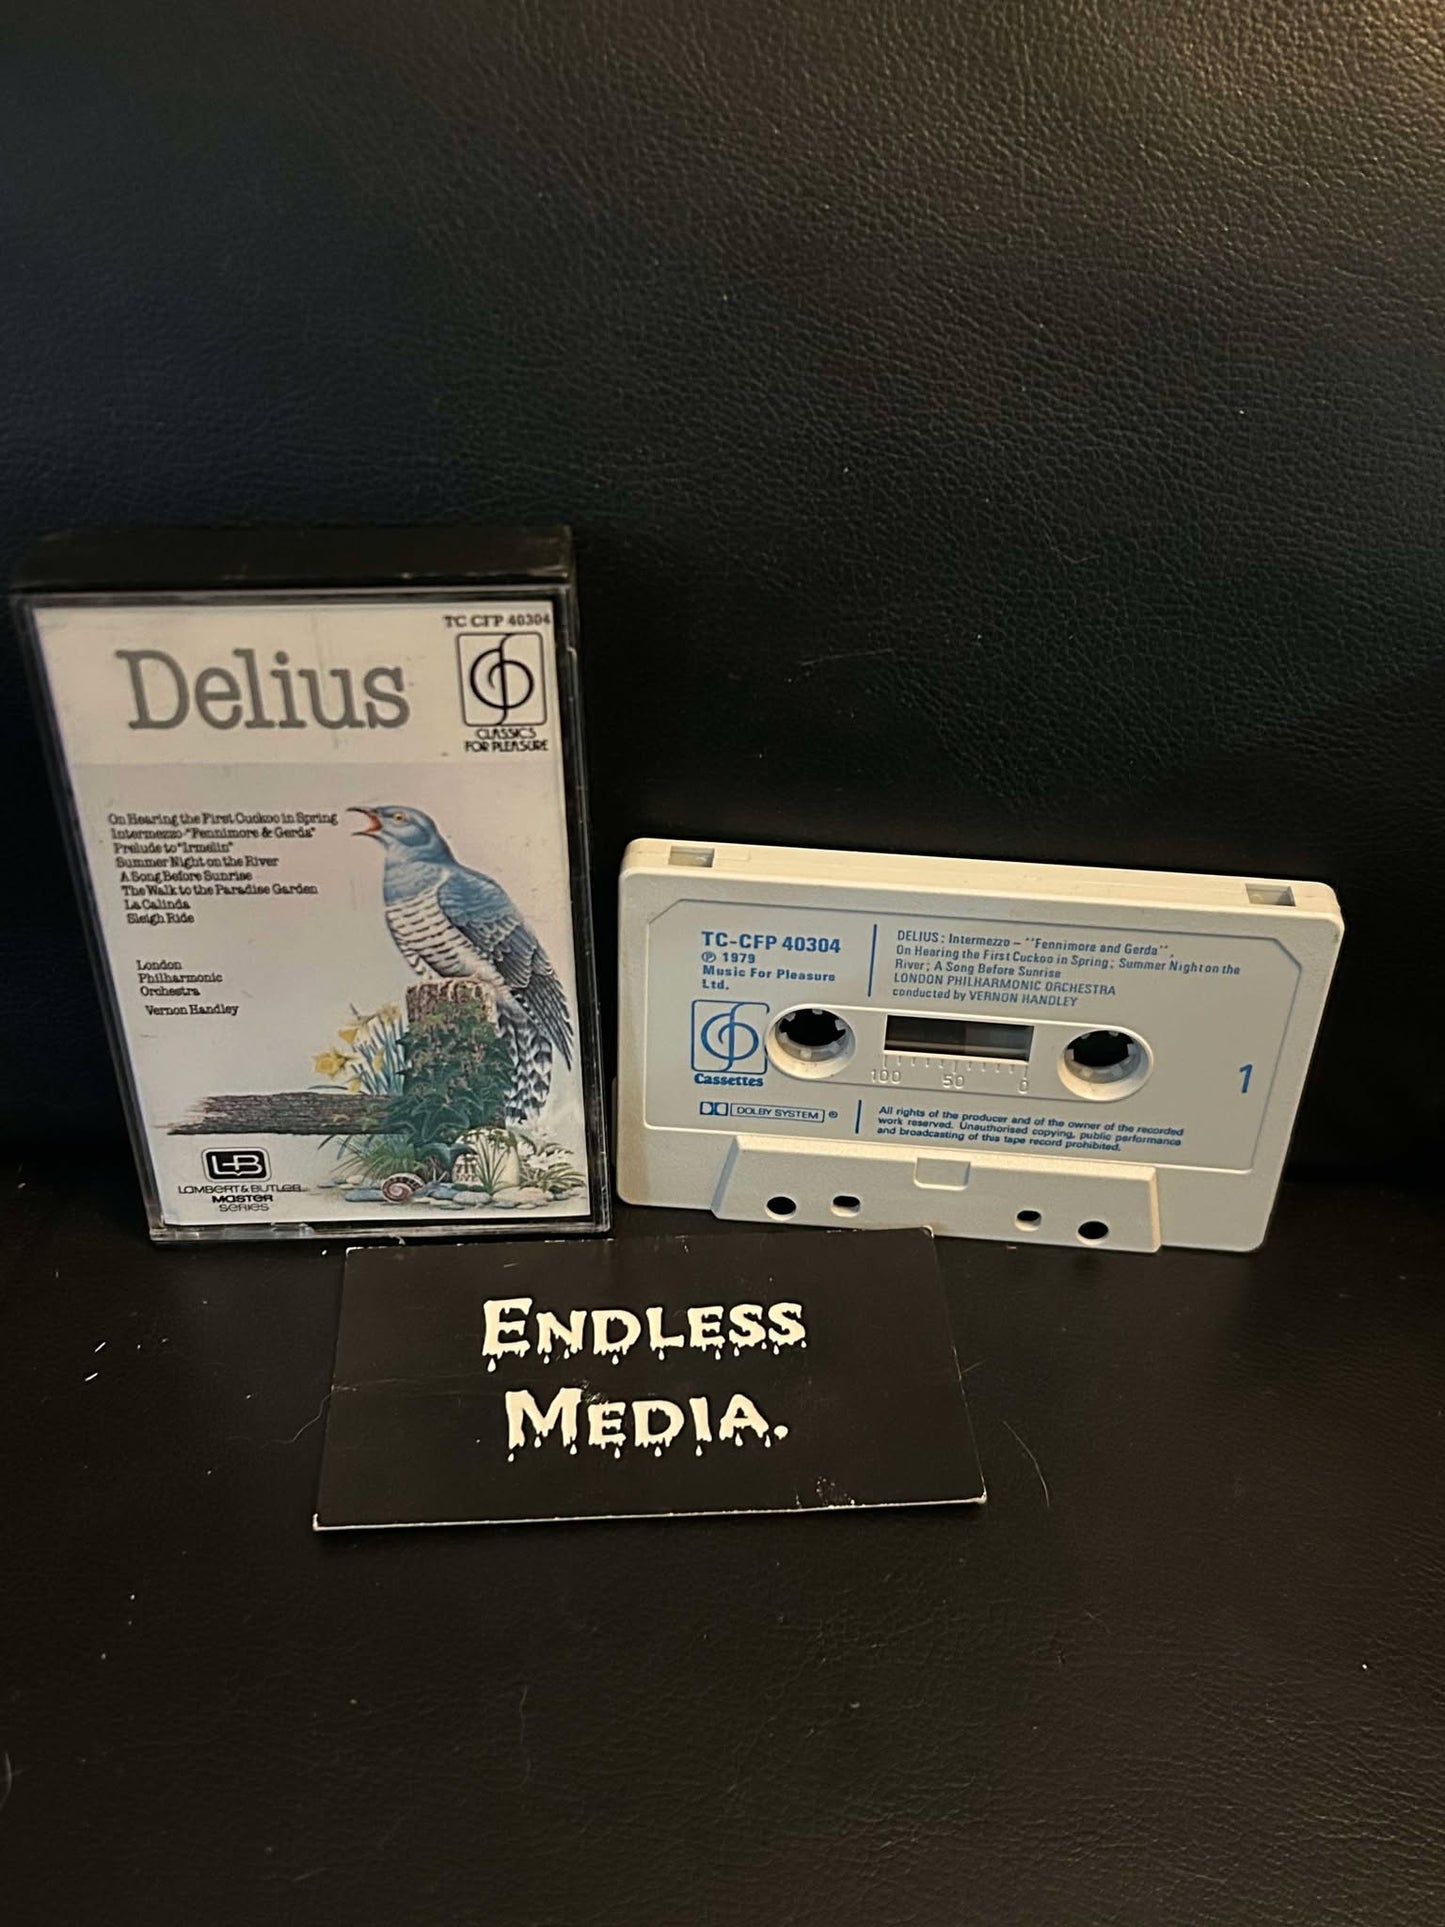 TC CFP 40304
Delius
CLASSICS
FOR PLEASURE
On Hearing the First Cuckoo in Spring
Intermezzo-"Fennimore & Gerda"
Prelude to "Irmelin"
Summer Night on the River
A Song Before Sunrise
The Walk to the Paradise Garden
La Calinda
Sleigh Ride
London
Philharmonic
Orchestra
Vernon Handley
LB
LAMBERT & BUTLER
MASTER
SERIES
TC-CFP 40304
℗ 1979
Music For Pleasure
Ltd.
DELIUS: Intermezzo – "Fennimore and Gerda",
On Hearing the First Cuckoo in Spring; Summer Night on the
River; A Song Before Sunrise
LONDON PHILHARMONIC ORCHESTRA
conducted by VERNON HANDLEY
Cassettes
100 50 0
1
DOLBY SYSTEM ®
All rights of the producer and of the owner of the recorded
work reserved. Unauthorised copying, public performance
and broadcasting of this tape record prohibited.
ENDLESS
MEDIA.